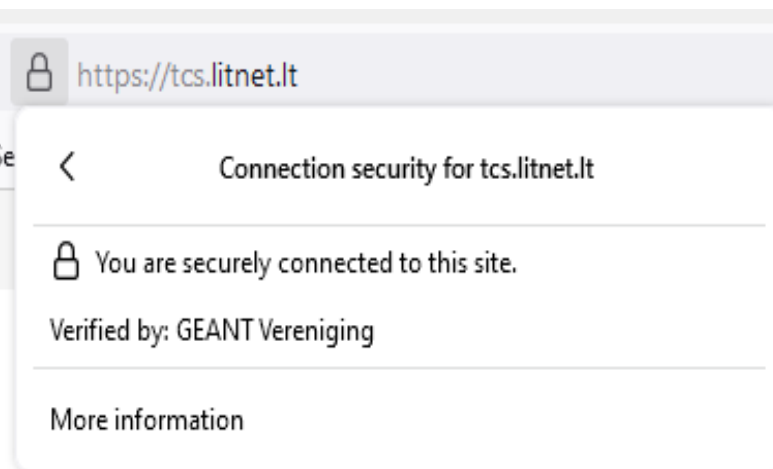 https://tcs.litnet.lt
Connection security for tcs.litnet.lt
You are securely connected to this site.
Verified by: GEANT Vereniging
More information